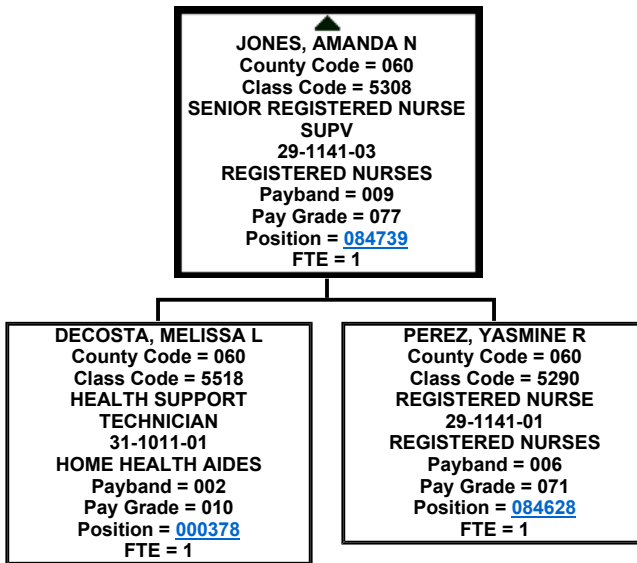 JONES, AMANDA N
County Code = 060
Class Code = 5308
SENIOR REGISTERED NURSE
SUPV
29-1141-03
REGISTERED NURSES
Payband = 009
Pay Grade = 077
Position = 084739
FTE = 1
DECOSTA, MELISSA L
County Code = 060
Class Code = 5518
HEALTH SUPPORT
TECHNICIAN
31-1011-01
HOME HEALTH AIDES
Payband = 002
Pay Grade = 010
Position = 000378
FTE = 1
PEREZ, YASMINE R
County Code = 060
Class Code = 5290
REGISTERED NURSE
29-1141-01
REGISTERED NURSES
Payband = 006
Pay Grade = 071
Position = 084628
FTE = 1